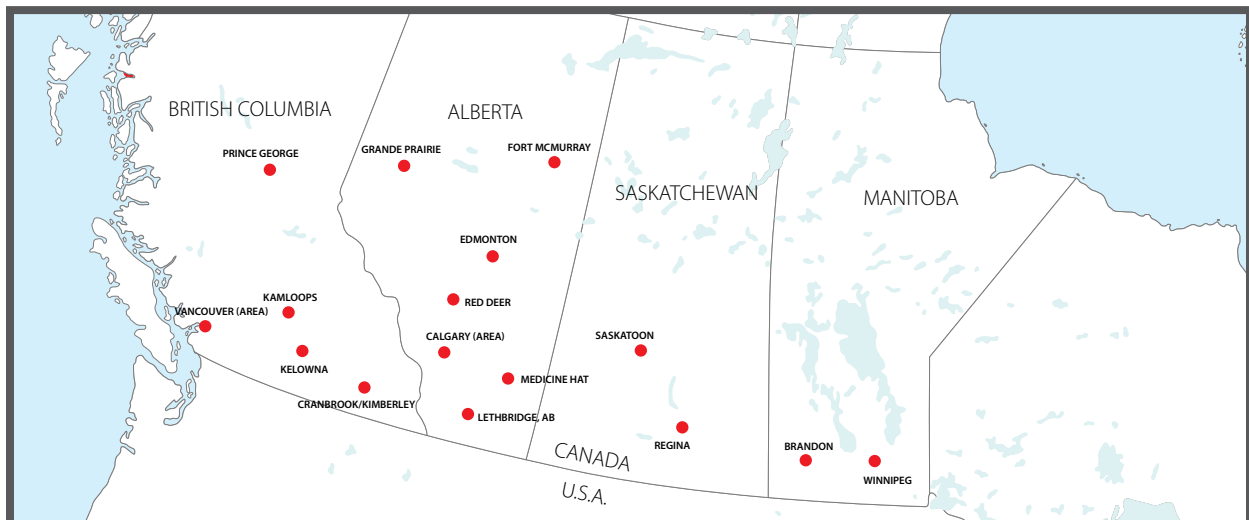 BRITISH COLUMBIA
ALBERTA
PRINCE GEORGE
GRANDE PRAIRIE
FORT MCMURRAY
SASKATCHEWAN
MANITOBA
EDMONTON
KAMLOOPS
VANCOUVER (AREA)
RED DEER
CALGARY (AREA)
SASKATOON
KELOWNA
MEDICINE HAT
CRANBROOK/KIMBERLEY
LETHBRIDGE, AB
REGINA
BRANDON
CANADA
WINNIPEG
U.S.A.